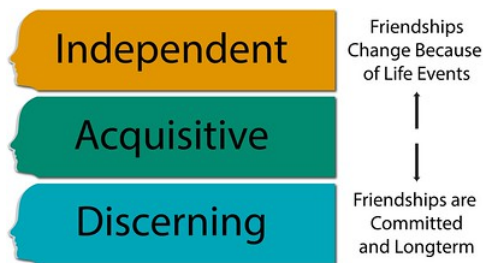 Independent
Acquisitive
Discerning
Friendships
Change Because
of Life Events
Friendships are
Committed
and Longterm